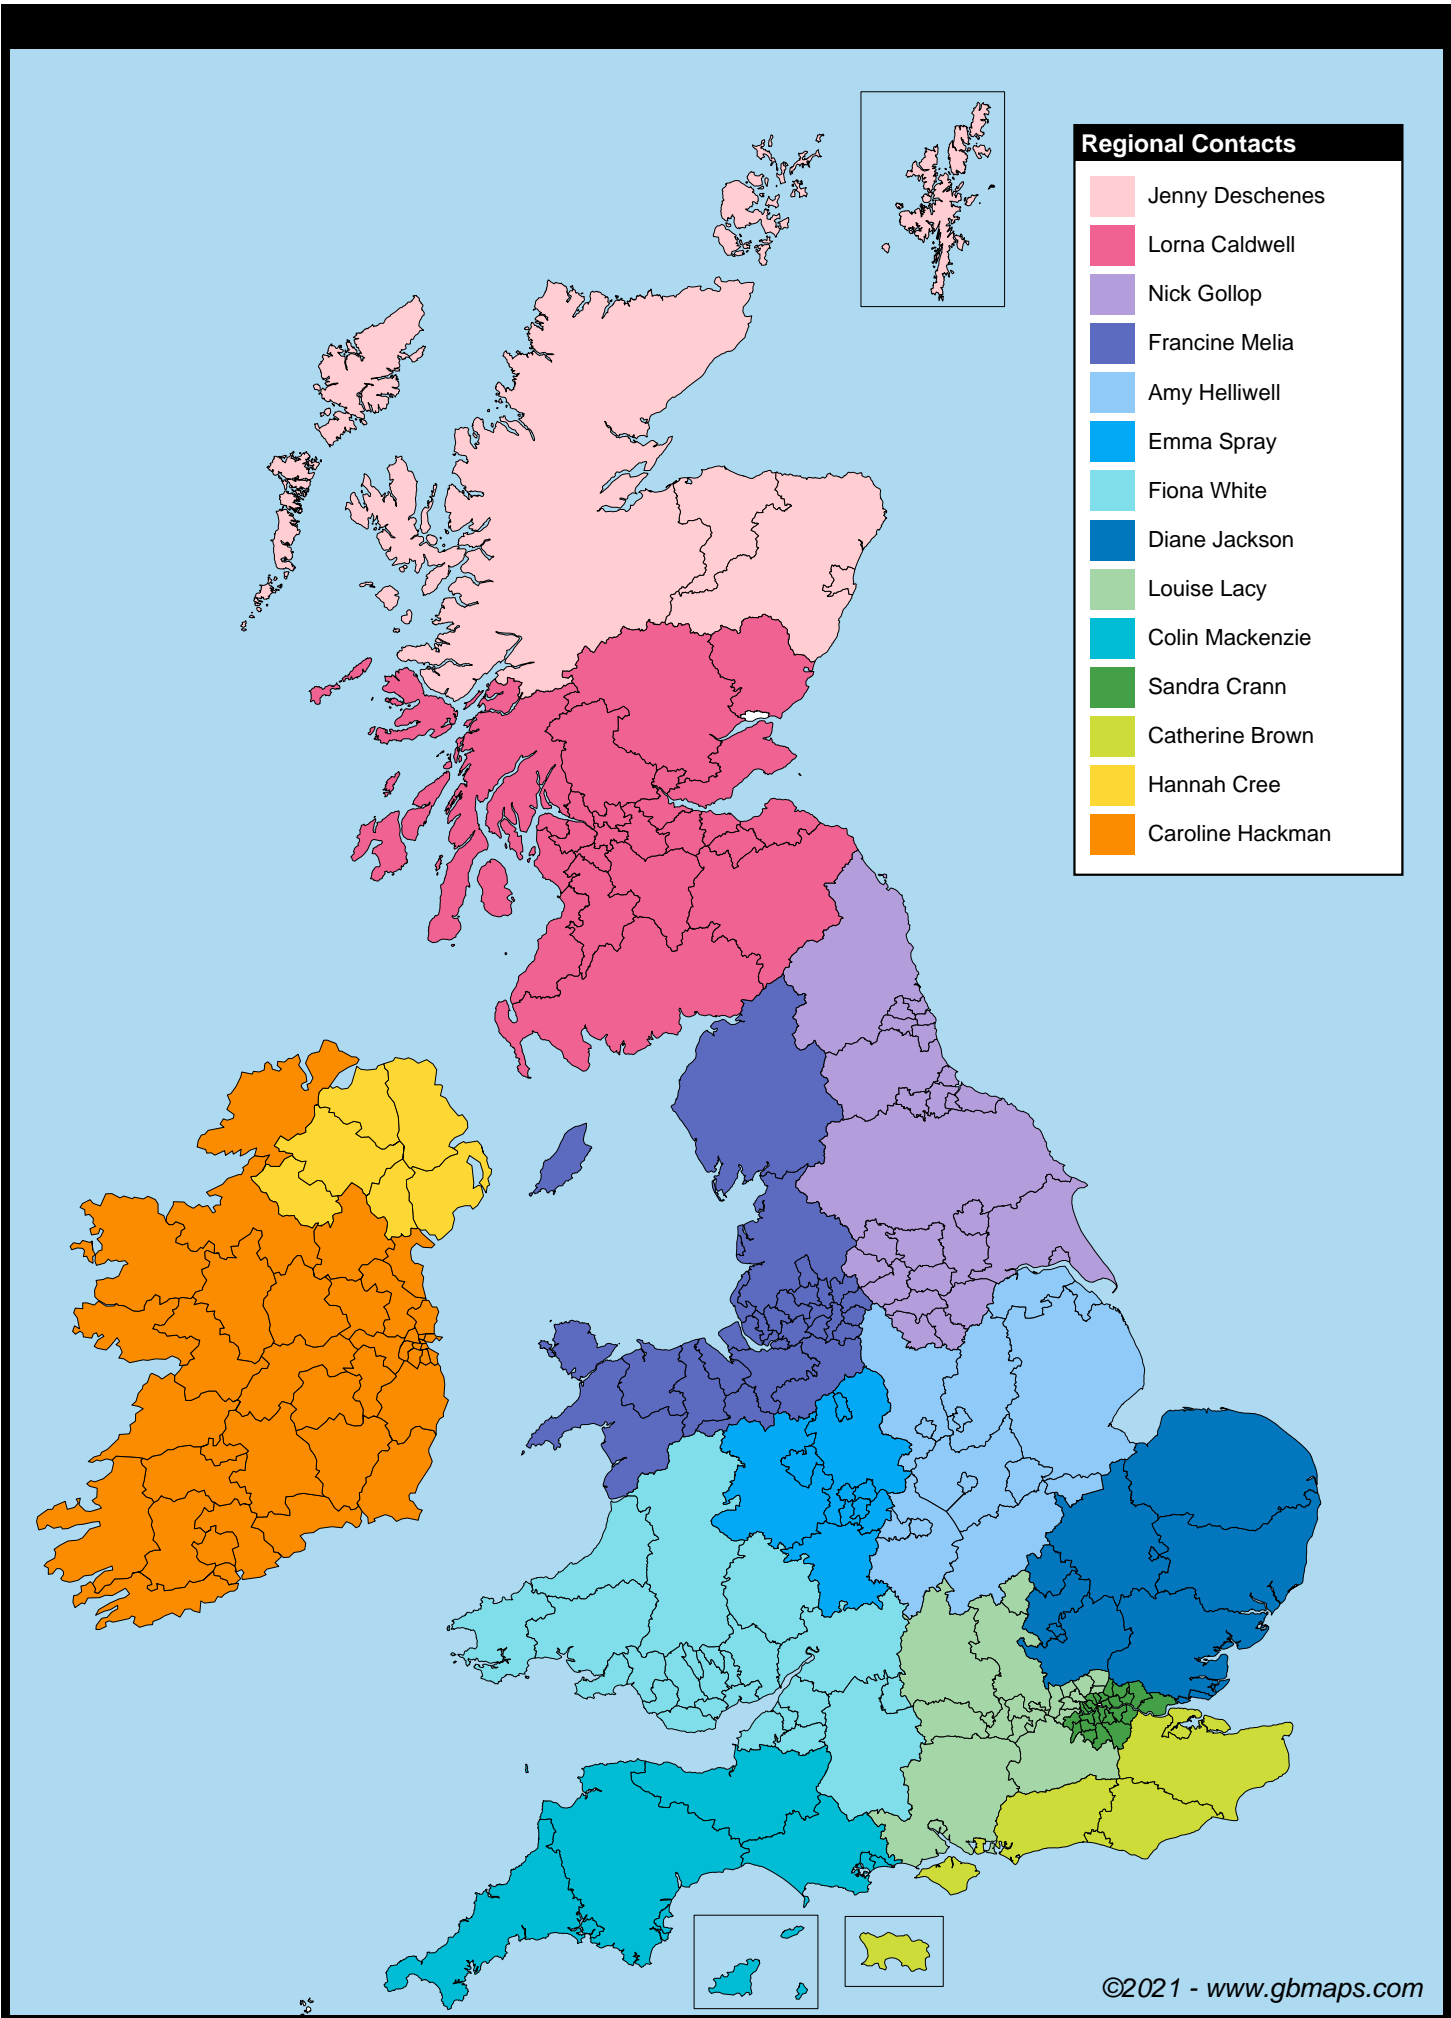 Regional Contacts
Jenny Deschenes
Lorna Caldwell
Nick Gollop
Francine Melia
Amy Helliwell
Emma Spray
Fiona White
Diane Jackson
Louise Lacy
Colin Mackenzie
Sandra Crann
Catherine Brown
Hannah Cree
Caroline Hackman
©2021 - www.gbmaps.com